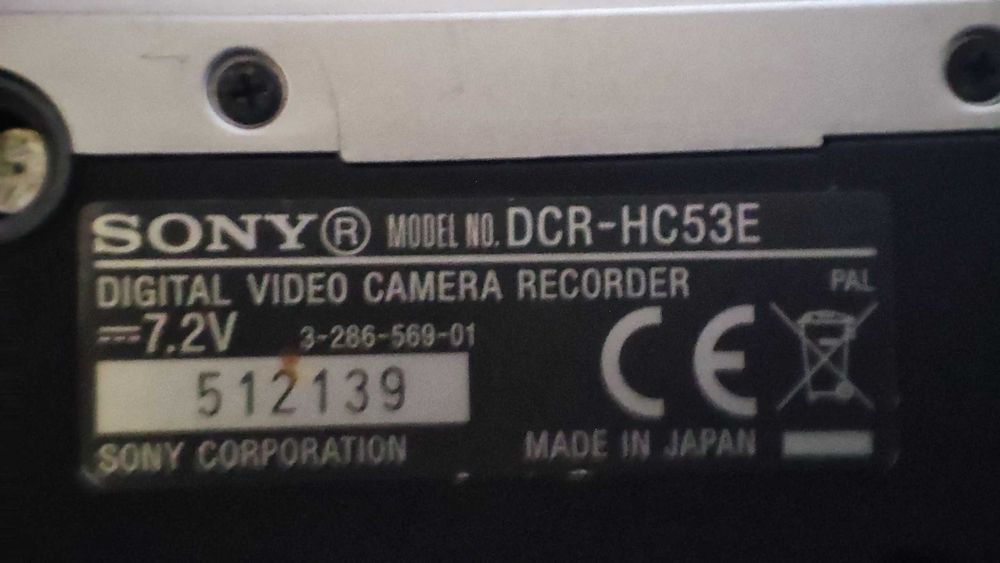 SONY® MODEL NO. DCR-HC53E
DIGITAL VIDEO CAMERA RECORDER PAL
7.2V 3-286-569-01
CE
512139
SONY CORPORATION MADE IN JAPAN